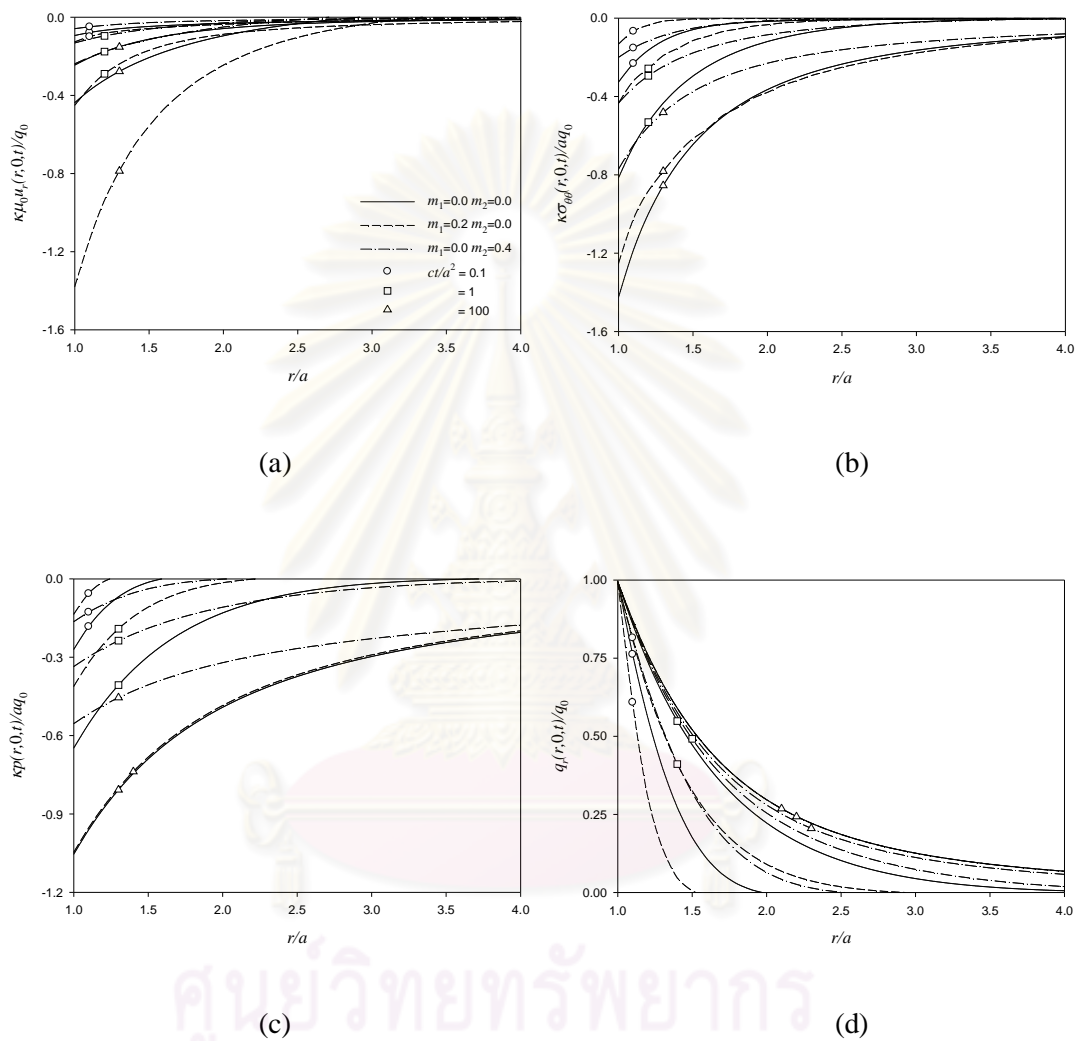 0.0
-0.4
-0.8
-1.2
-1.6
κμ₀uᵣ(r,0,t)/q₀
1.0 1.5 2.0 2.5 3.0 3.5 4.0
r/a
m₁=0.0 m₂=0.0
m₁=0.2 m₂=0.0
m₁=0.0 m₂=0.4
ct/a² = 0.1
= 1
= 100
(a)
0.0
-0.4
-0.8
-1.2
-1.6
κσ_θθ(r,0,t)/aq₀
1.0 1.5 2.0 2.5 3.0 3.5 4.0
r/a
(b)
0.0
-0.3
-0.6
-0.9
-1.2
κp(r,0,t)/aq₀
1.0 1.5 2.0 2.5 3.0 3.5 4.0
r/a
(c)
1.00
0.75
0.50
0.25
0.00
qᵣ(r,0,t)/q₀
1.0 1.5 2.0 2.5 3.0 3.5 4.0
r/a
(d)
ศูนย์วิทยทรัพยากร